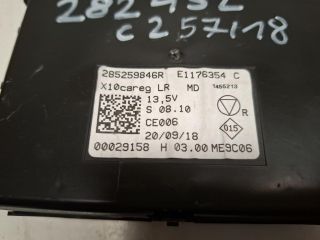 282452
C257118
285259846R E1176354 C
X10careg LR MD 1455213
13,5V
S 08.10 R
CE006 015
20/09/18
00029158 H 03.00 ME9C06